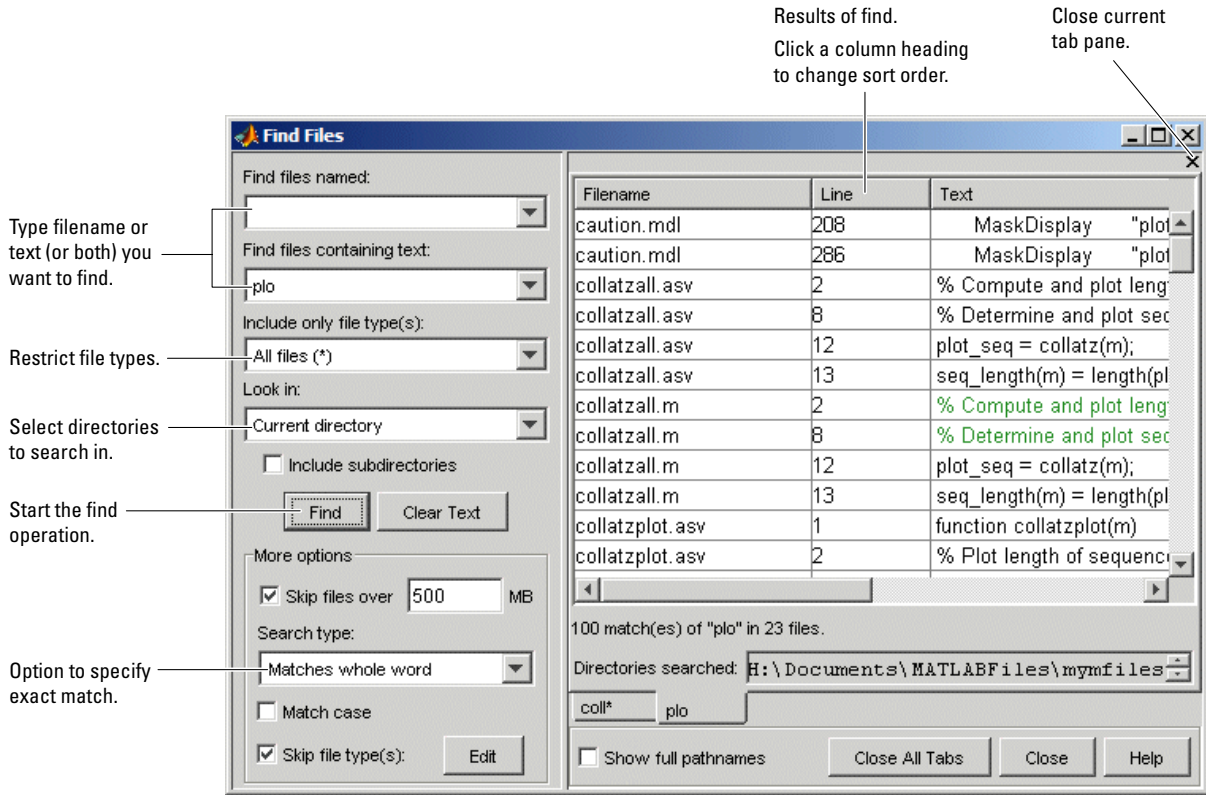 Results of find.
Click a column heading
to change sort order.
Close current
tab pane.
Find Files
Find files named:
Type filename or
text (or both) you
want to find.
Find files containing text:
plo
Include only file type(s):
Restrict file types.
All files (*)
Look in:
Select directories
to search in.
Current directory
Include subdirectories
Start the find
operation.
Find Clear Text
More options
Skip files over 500 MB
Search type:
Option to specify
exact match.
Matches whole word
Match case
Skip file type(s): Edit
Filename Line Text
caution.mdl 208 MaskDisplay "plot
caution.mdl 286 MaskDisplay "plot
collatzall.asv 2 % Compute and plot leng
collatzall.asv 8 % Determine and plot sec
collatzall.asv 12 plot_seq = collatz(m);
collatzall.asv 13 seq_length(m) = length(pl
collatzall.m 2 % Compute and plot leng
collatzall.m 8 % Determine and plot sec
collatzall.m 12 plot_seq = collatz(m);
collatzall.m 13 seq_length(m) = length(pl
collatzplot.asv 1 function collatzplot(m)
collatzplot.asv 2 % Plot length of sequenc
100 match(es) of "plo" in 23 files.
Directories searched: H:\Documents\MATLABFiles\mymfiles
coll* plo
Show full pathnames Close All Tabs Close Help